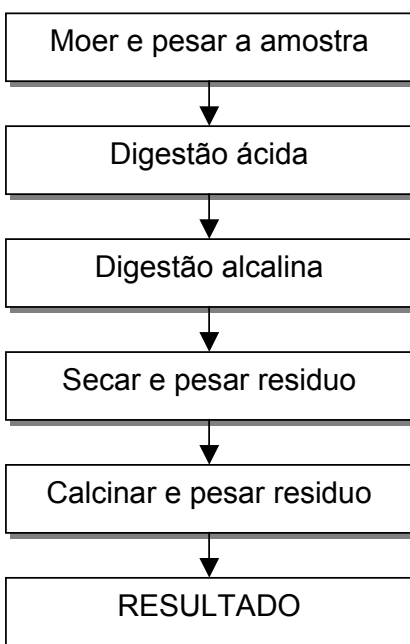 Moer e pesar a amostra
Digestão ácida
Digestão alcalina
Secar e pesar residuo
Calcinar e pesar residuo
RESULTADO